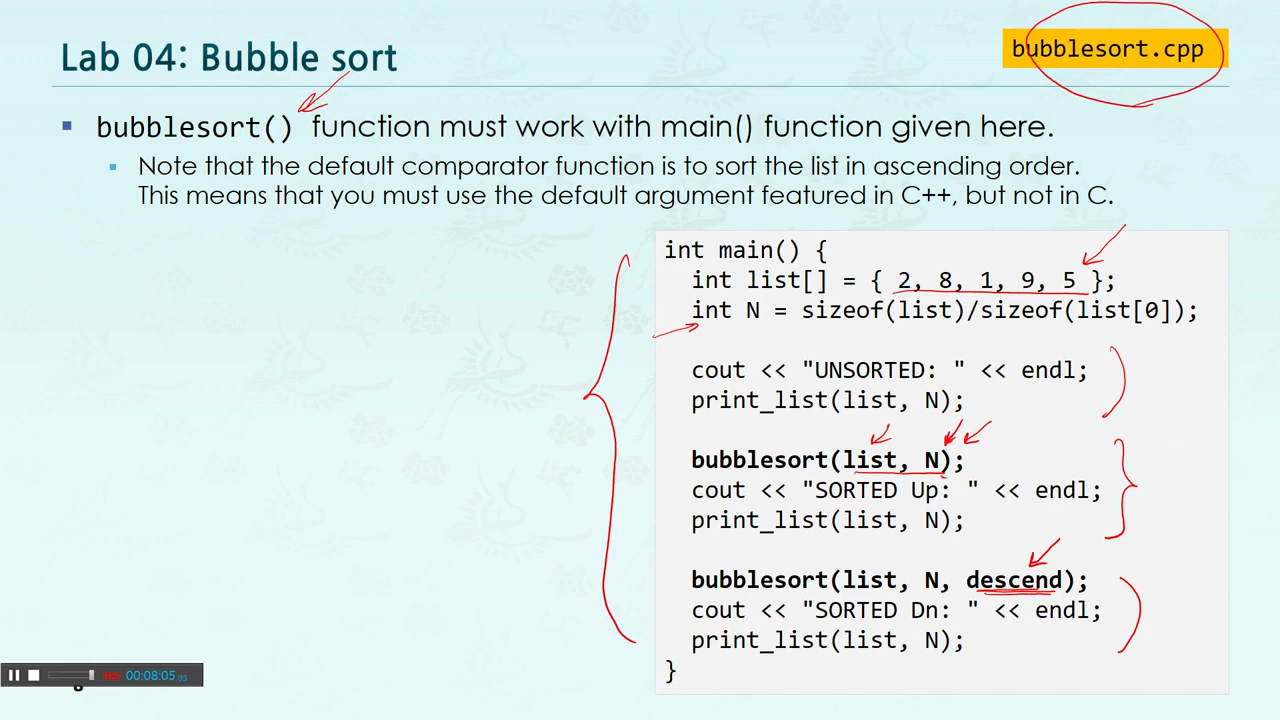 Lab 04: Bubble sort
bubblesort.cpp
bubblesort() function must work with main() function given here.
Note that the default comparator function is to sort the list in ascending order.
This means that you must use the default argument featured in C++, but not in C.
int main() {
int list[] = { 2, 8, 1, 9, 5 };
int N = sizeof(list)/sizeof(list[0]);
cout << "UNSORTED: " << endl;
print_list(list, N);
bubblesort(list, N);
cout << "SORTED Up: " << endl;
print_list(list, N);
bubblesort(list, N, descend);
cout << "SORTED Dn: " << endl;
print_list(list, N);
}
00:08:05